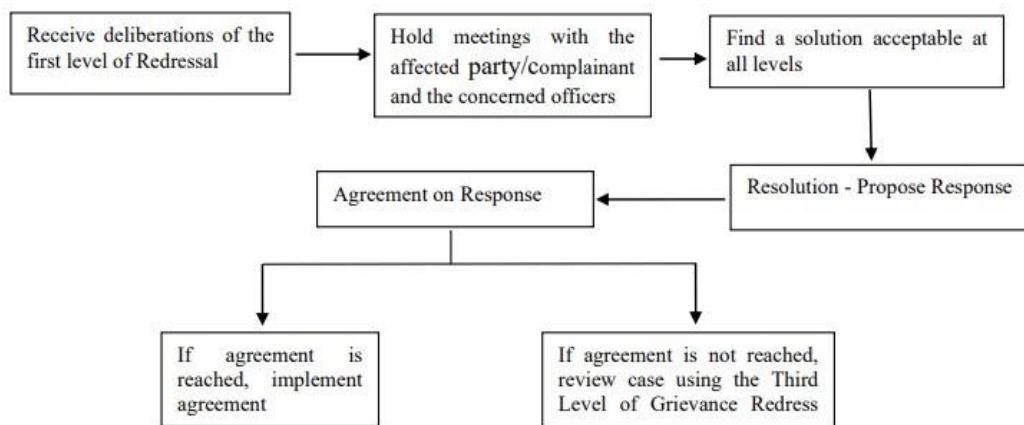 Receive deliberations of the
first level of Redressal
Hold meetings with the
affected party/complainant
and the concerned officers
Find a solution acceptable at
all levels
Resolution - Propose Response
Agreement on Response
If agreement is
reached, implement
agreement
If agreement is not reached,
review case using the Third
Level of Grievance Redress